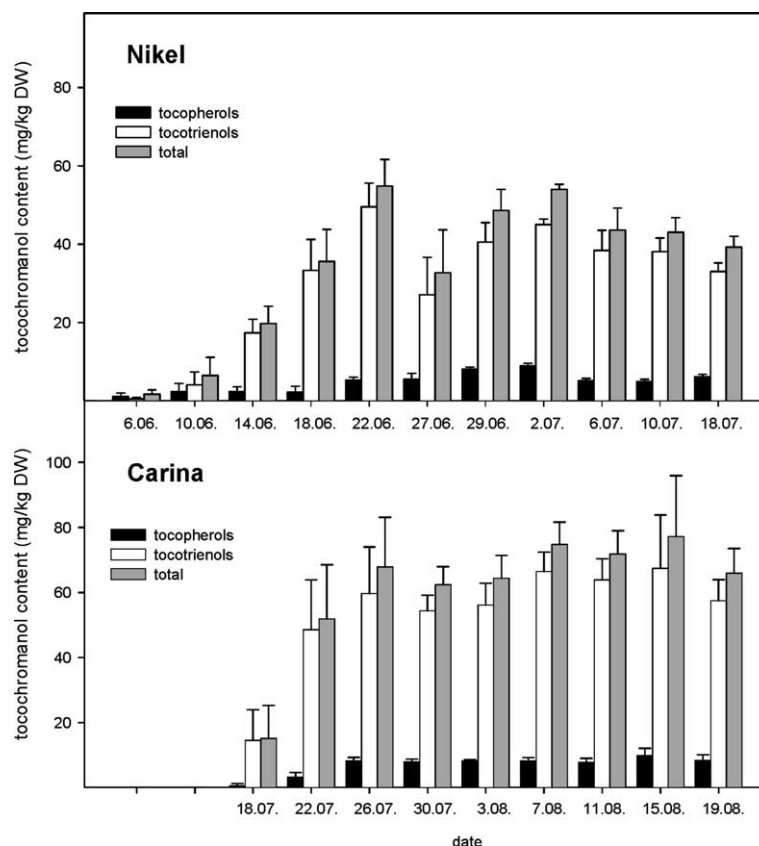 Nikel
tocopherols
tocotrienols
total
tocochromanol content (mg/kg DW)
80
60
40
20
6.06. 10.06. 14.06. 18.06. 22.06. 27.06. 29.06. 2.07. 6.07. 10.07. 18.07.
Carina
tocopherols
tocotrienols
total
tocochromanol content (mg/kg DW)
100
80
60
40
20
18.07. 22.07. 26.07. 30.07. 3.08. 7.08. 11.08. 15.08. 19.08.
date